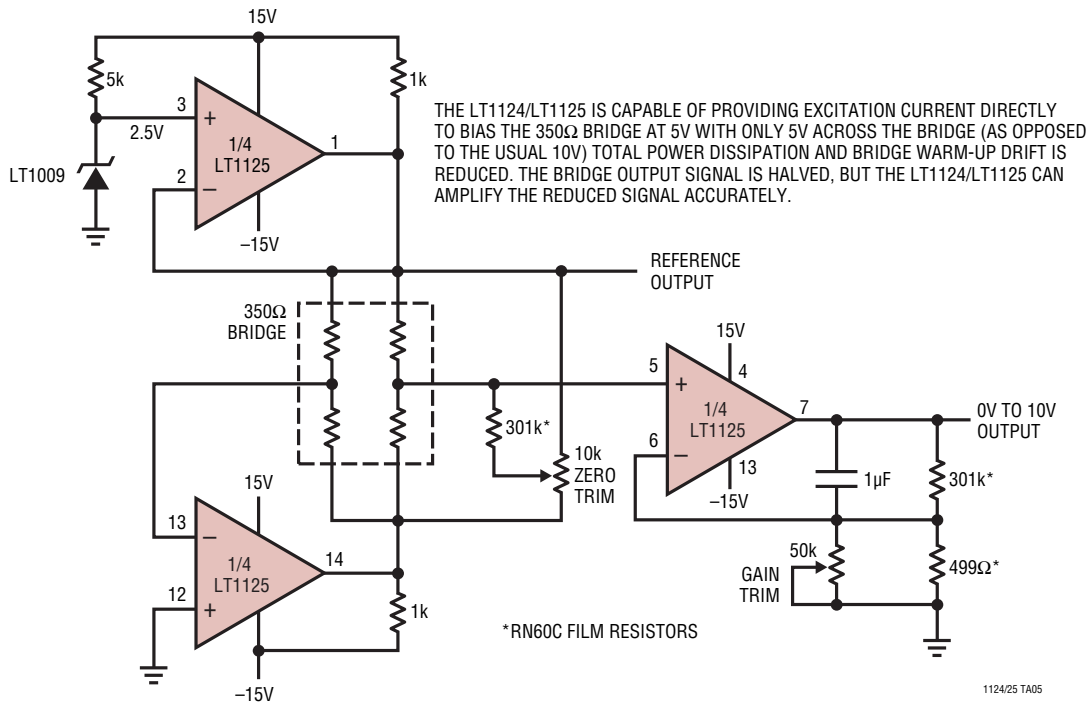 15V
5k
1k
3
+
2.5V
1/4
LT1125
1
LT1009
2
–
–15V
THE LT1124/LT1125 IS CAPABLE OF PROVIDING EXCITATION CURRENT DIRECTLY
TO BIAS THE 350Ω BRIDGE AT 5V WITH ONLY 5V ACROSS THE BRIDGE (AS OPPOSED
TO THE USUAL 10V) TOTAL POWER DISSIPATION AND BRIDGE WARM-UP DRIFT IS
REDUCED. THE BRIDGE OUTPUT SIGNAL IS HALVED, BUT THE LT1124/LT1125 CAN
AMPLIFY THE REDUCED SIGNAL ACCURATELY.
REFERENCE
OUTPUT
350Ω
BRIDGE
15V
5
+
4
1/4
LT1125
7
0V TO 10V
OUTPUT
6
–
13
–15V
301k*
10k
ZERO
TRIM
1µF
301k*
15V
13
–
1/4
LT1125
14
12
+
1k
–15V
50k
GAIN
TRIM
499Ω*
*RN60C FILM RESISTORS
1124/25 TA05